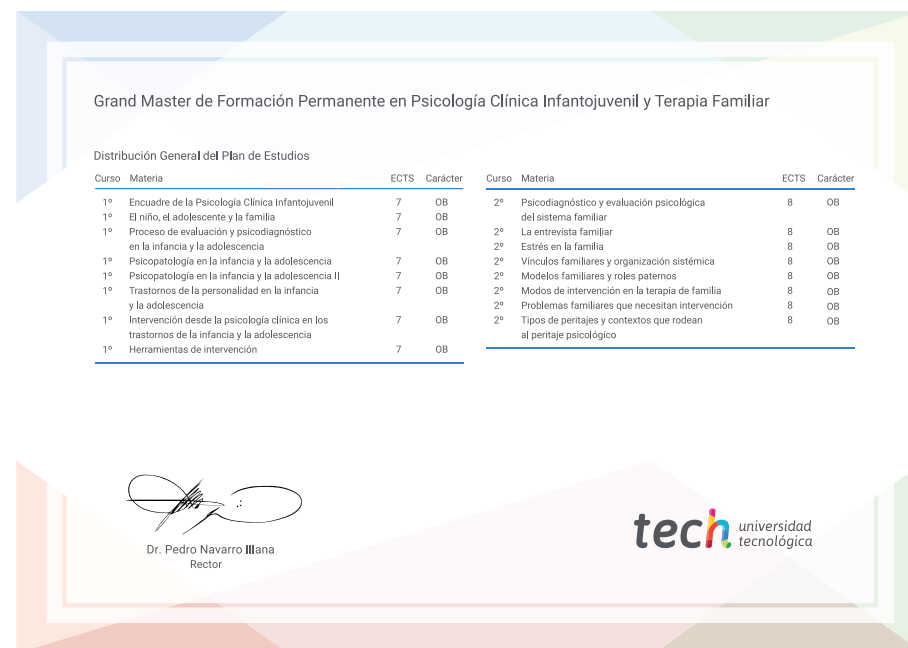 Grand Master de Formación Permanente en Psicología Clínica Infantojuvenil y Terapia Familiar
Distribución General del Plan de Estudios
Curso Materia ECTS Carácter
1º Encuadre de la Psicología Clínica Infantojuvenil 7 OB
1º El niño, el adolescente y la familia 7 OB
1º Proceso de evaluación y psicodiagnóstico 7 OB
en la infancia y la adolescencia
1º Psicopatología en la infancia y la adolescencia 7 OB
1º Psicopatología en la infancia y la adolescencia II 7 OB
1º Trastornos de la personalidad en la infancia 7 OB
y la adolescencia
1º Intervención desde la psicología clínica en los 7 OB
trastornos de la infancia y la adolescencia
1º Herramientas de intervención 7 OB
Curso Materia ECTS Carácter
2º Psicodiagnóstico y evaluación psicológica 8 OB
del sistema familiar
2º La entrevista familiar 8 OB
2º Estrés en la familia 8 OB
2º Vínculos familiares y organización sistémica 8 OB
2º Modelos familiares y roles paternos 8 OB
2º Modos de intervención en la terapia de familia 8 OB
2º Problemas familiares que necesitan intervención 8 OB
2º Tipos de peritajes y contextos que rodean 8 OB
al peritaje psicológico
Dr. Pedro Navarro Illana
Rector
tech universidad
tecnológica